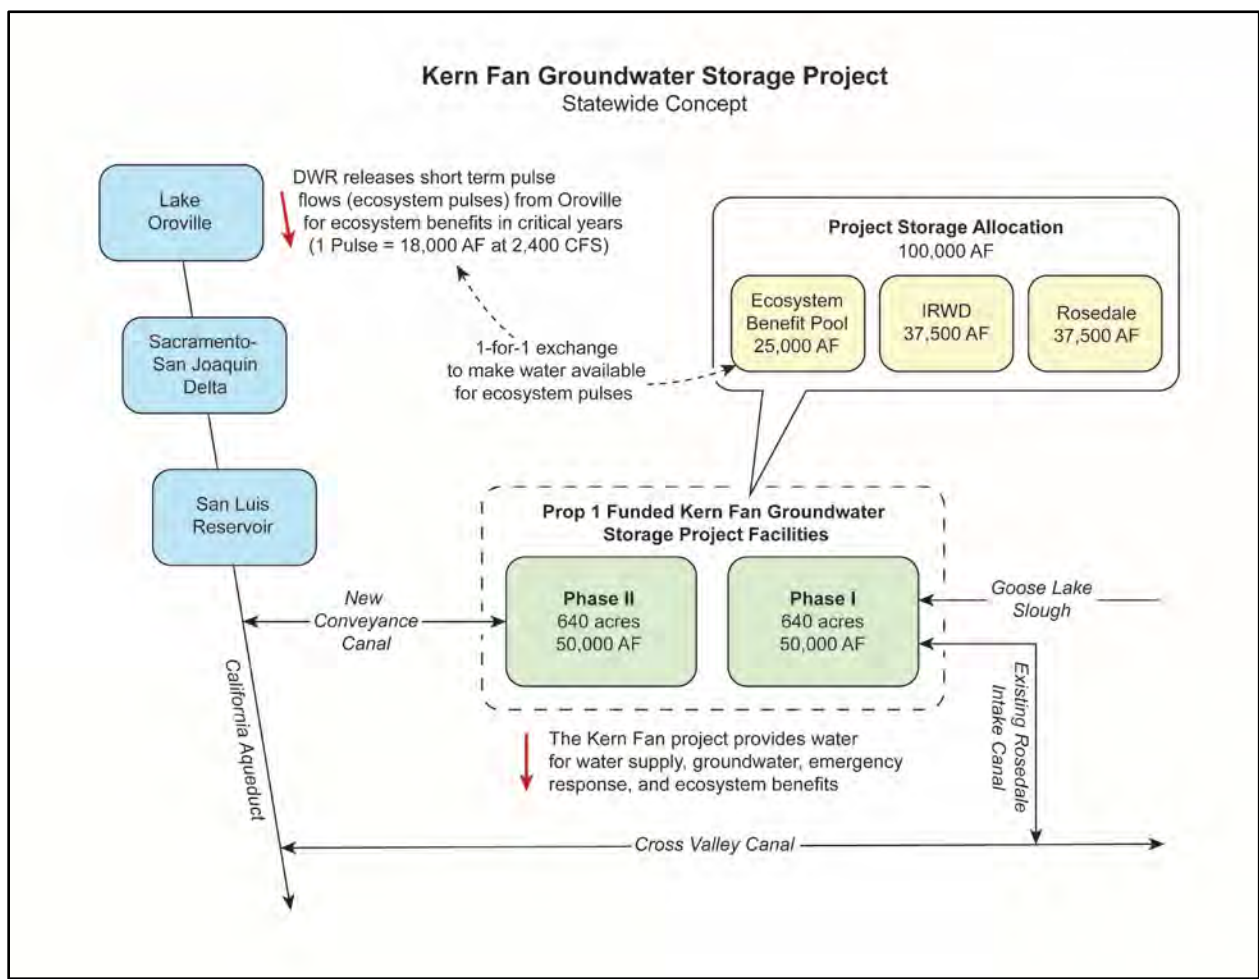 Kern Fan Groundwater Storage Project
Statewide Concept
Lake
Oroville
DWR releases short term pulse
flows (ecosystem pulses) from Oroville
for ecosystem benefits in critical years
(1 Pulse = 18,000 AF at 2,400 CFS)
Project Storage Allocation
100,000 AF
Ecosystem
Benefit Pool
25,000 AF
IRWD
37,500 AF
Rosedale
37,500 AF
Sacramento-
San Joaquin
Delta
1-for-1 exchange
to make water available
for ecosystem pulses
San Luis
Reservoir
Prop 1 Funded Kern Fan Groundwater
Storage Project Facilities
New
Conveyance
Canal
Phase II
640 acres
50,000 AF
Phase I
640 acres
50,000 AF
Goose Lake
Slough
California Aqueduct
The Kern Fan project provides water
for water supply, groundwater, emergency
response, and ecosystem benefits
Existing Rosedale
Intake Canal
Cross Valley Canal